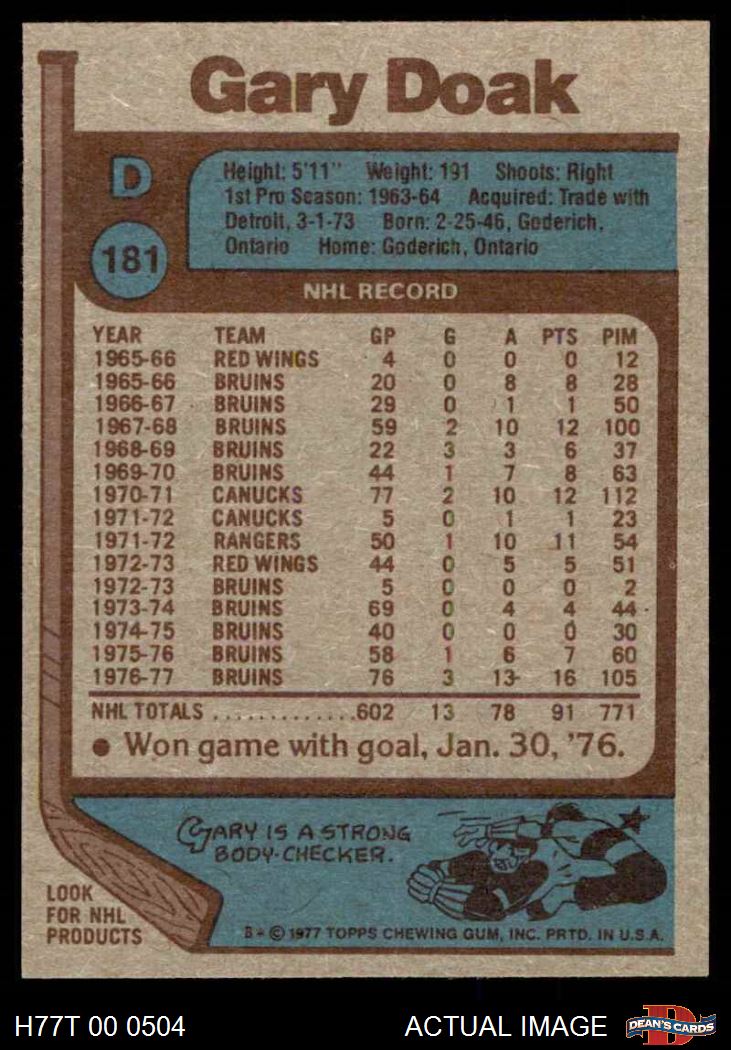 Gary Doak
D
181
Height: 5'11" Weight: 191 Shoots: Right
1st Pro Season: 1963-64 Acquired: Trade with
Detroit, 3-1-73 Born: 2-25-46, Goderich,
Ontario Home: Goderich, Ontario
NHL RECORD
YEAR TEAM GP G A PTS PIM
1965-66 RED WINGS 4 0 0 0 12
1965-66 BRUINS 20 0 8 8 28
1966-67 BRUINS 29 0 1 1 50
1967-68 BRUINS 59 2 10 12 100
1968-69 BRUINS 22 3 3 6 37
1969-70 BRUINS 44 1 7 8 63
1970-71 CANUCKS 77 2 10 12 112
1971-72 CANUCKS 5 0 1 1 23
1971-72 RANGERS 50 1 10 11 54
1972-73 RED WINGS 44 0 5 5 51
1972-73 BRUINS 5 0 0 0 2
1973-74 BRUINS 69 0 4 4 44
1974-75 BRUINS 40 0 0 0 30
1975-76 BRUINS 58 1 6 7 60
1976-77 BRUINS 76 3 13 16 105
NHL TOTALS .............602 13 78 91 771
● Won game with goal, Jan. 30, '76.
GARY IS A STRONG
BODY-CHECKER.
LOOK
FOR NHL
PRODUCTS
B * © 1977 TOPPS CHEWING GUM, INC. PRTD. IN U.S.A.
H77T 00 0504 ACTUAL IMAGE
D
DEAN'S CARDS